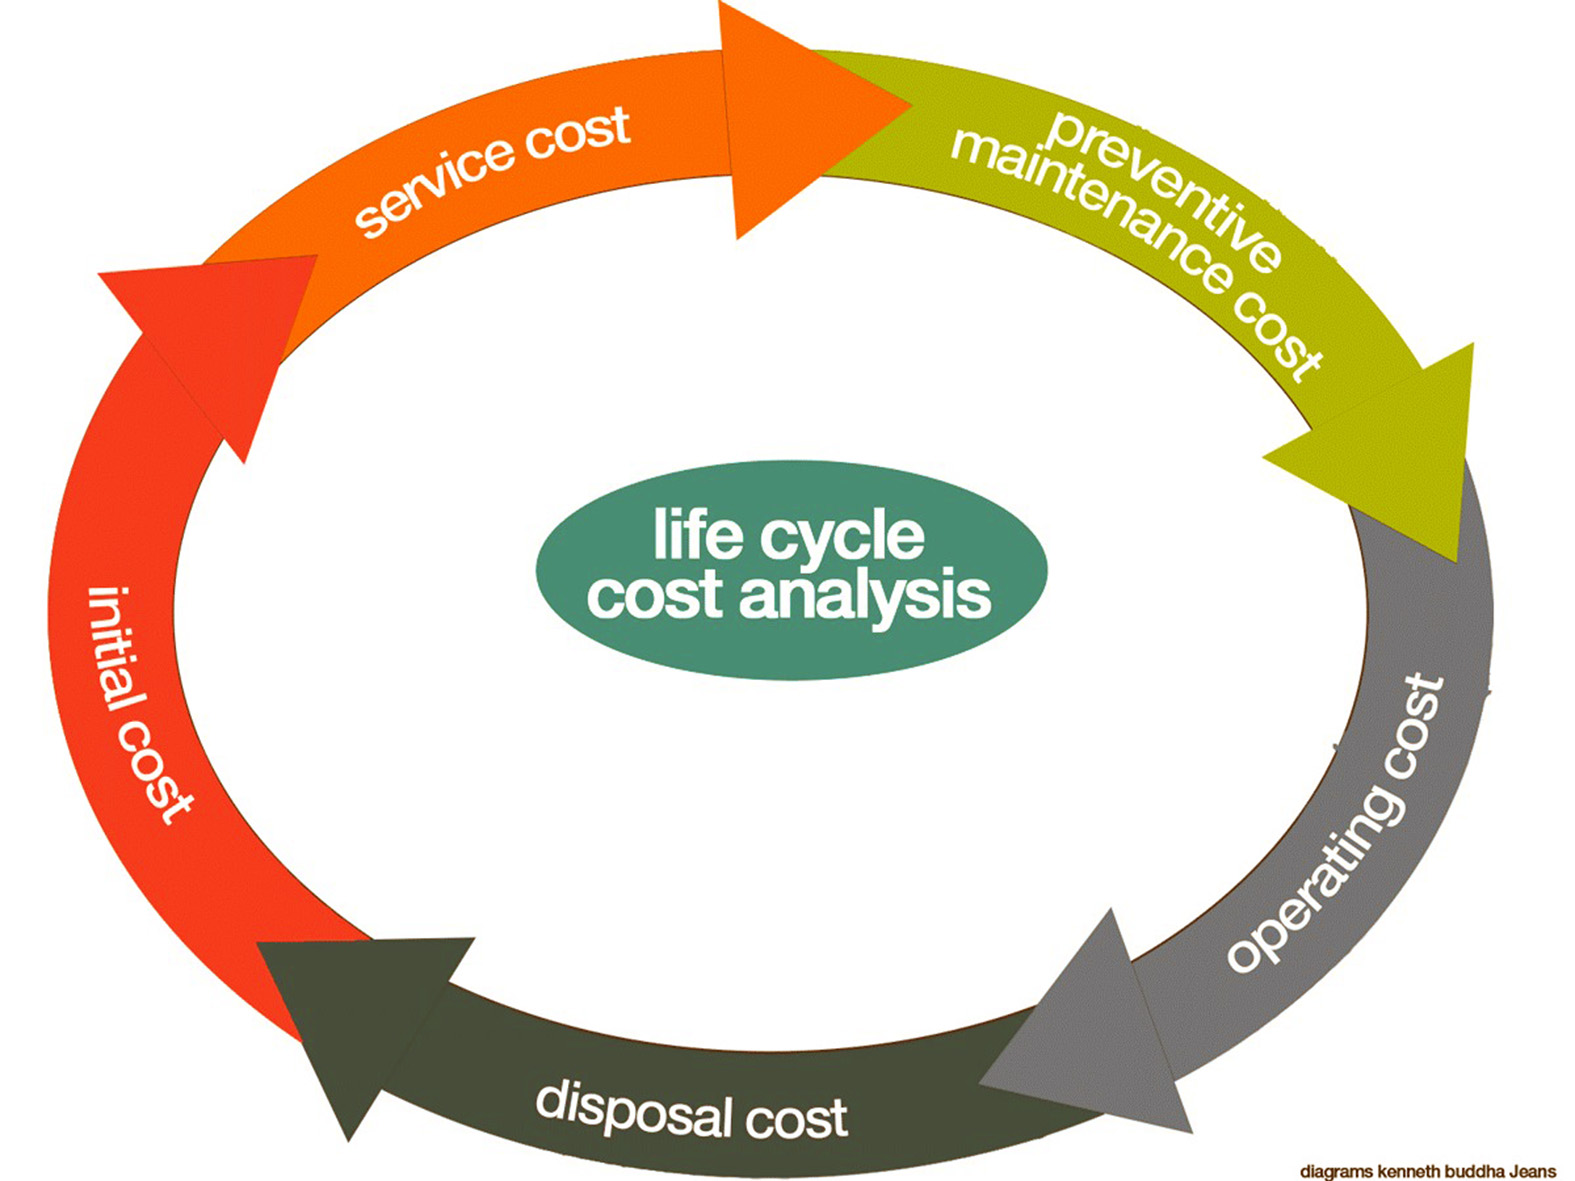 service cost
preventive
maintenance cost
life cycle
cost analysis
initial cost
operating cost
disposal cost
diagrams kenneth buddha Jeans